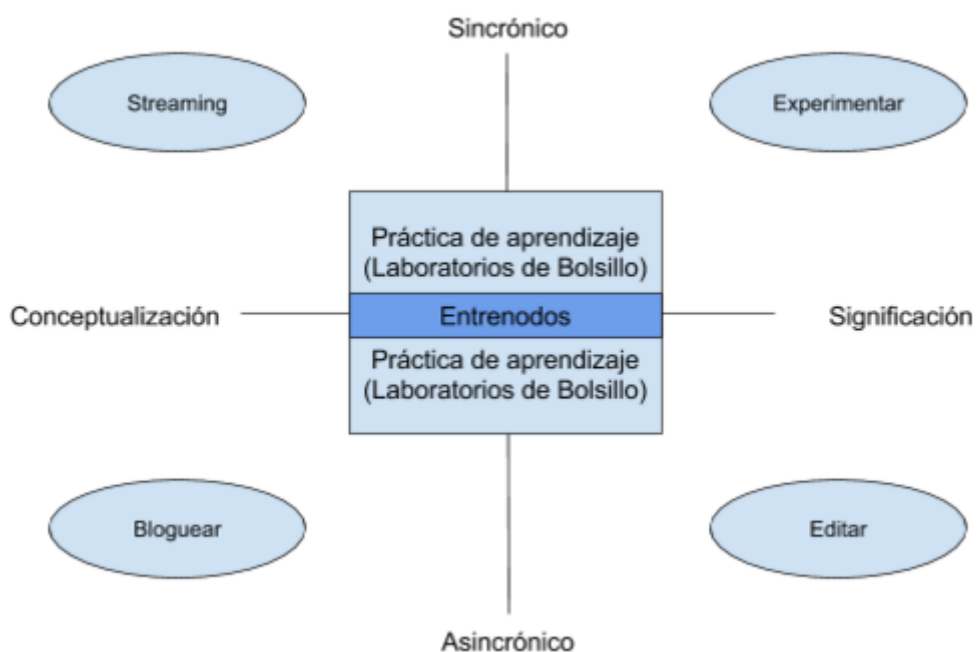 Sincrónico
Streaming
Experimentar
Práctica de aprendizaje
(Laboratorios de Bolsillo)
Conceptualización
Entrenodos
Significación
Práctica de aprendizaje
(Laboratorios de Bolsillo)
Bloguear
Editar
Asincrónico